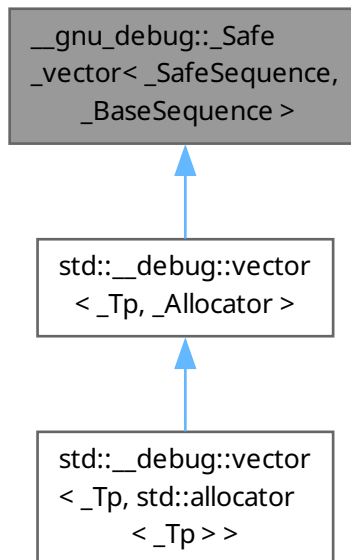 __gnu_debug::_Safe
_vector< _SafeSequence,
_BaseSequence >
std::__debug::vector
< _Tp, _Allocator >
std::__debug::vector
< _Tp, std::allocator
< _Tp > >